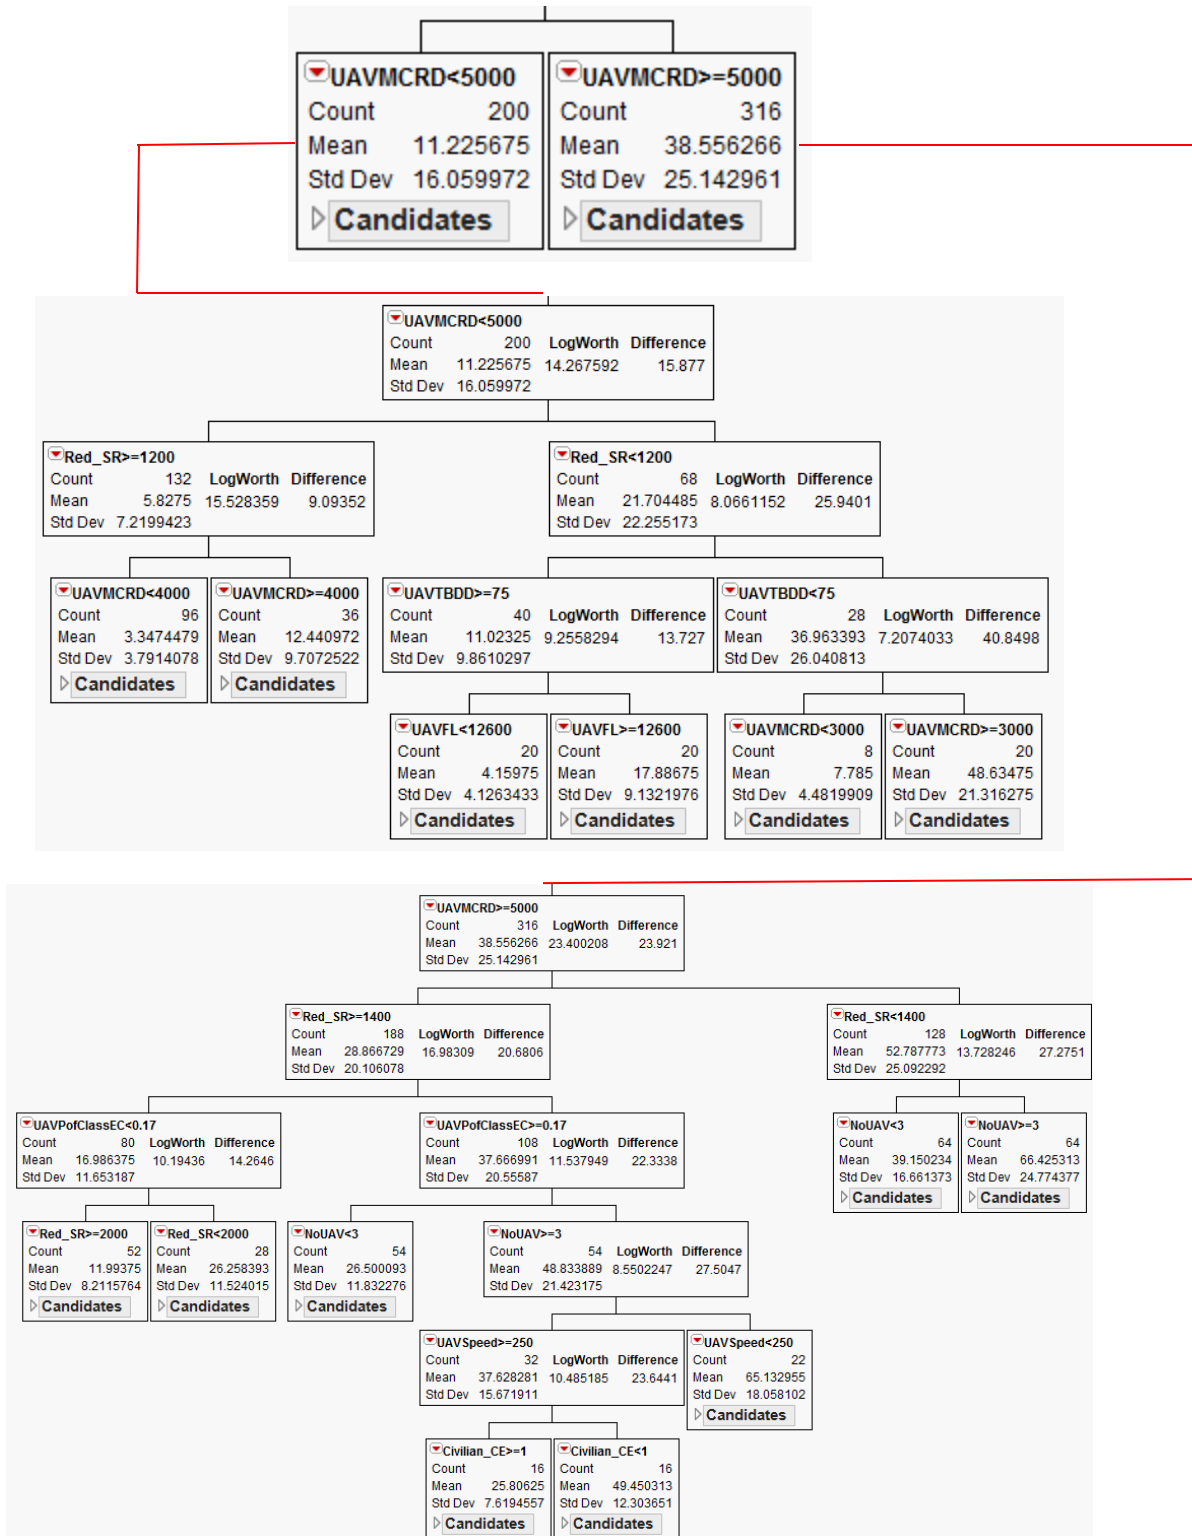 UAVMCRD<5000 UAVMCRD>=5000
Count 200 Count 316
Mean 11.225675 Mean 38.556266
Std Dev 16.059972 Std Dev 25.142961
Candidates Candidates
UAVMCRD<5000
Count 200 LogWorth Difference
Mean 11.225675 14.267592 15.877
Std Dev 16.059972
Red_SR>=1200 Red_SR<1200
Count 132 LogWorth Difference Count 68 LogWorth Difference
Mean 5.8275 15.528359 9.09352 Mean 21.704485 8.0661152 25.9401
Std Dev 7.2199423 Std Dev 22.255173
UAVMCRD<4000 UAVMCRD>=4000 UAVTBDD>=75 UAVTBDD<75
Count 96 Count 36 Count 40 LogWorth Difference Count 28 LogWorth Difference
Mean 3.3474479 Mean 12.440972 Mean 11.02325 9.2558294 13.727 Mean 36.963393 7.2074033 40.8498
Std Dev 3.7914078 Std Dev 9.7072522 Std Dev 9.8610297 Std Dev 26.040813
Candidates Candidates
UAVFL<12600 UAVFL>=12600 UAVMCRD<3000 UAVMCRD>=3000
Count 20 Count 20 Count 8 Count 20
Mean 4.15975 Mean 17.88675 Mean 7.785 Mean 48.63475
Std Dev 4.1263433 Std Dev 9.1321976 Std Dev 4.4819909 Std Dev 21.316275
Candidates Candidates Candidates Candidates
UAVMCRD>=5000
Count 316 LogWorth Difference
Mean 38.556266 23.400208 23.921
Std Dev 25.142961
Red_SR>=1400 Red_SR<1400
Count 188 LogWorth Difference Count 128 LogWorth Difference
Mean 28.866729 16.98309 20.6806 Mean 52.787773 13.728246 27.2751
Std Dev 20.106078 Std Dev 25.092292
UAVPofClassEC<0.17 UAVPofClassEC>=0.17 NoUAV<3 NoUAV>=3
Count 80 LogWorth Difference Count 108 LogWorth Difference Count 64 Count 64
Mean 16.986375 10.19436 14.2646 Mean 37.666991 11.537949 22.3338 Mean 39.150234 Mean 66.425313
Std Dev 11.653187 Std Dev 20.55587 Std Dev 16.661373 Std Dev 24.774377
Candidates Candidates
Red_SR>=2000 Red_SR<2000 NoUAV<3 NoUAV>=3
Count 52 Count 28 Count 54 Count 54 LogWorth Difference
Mean 11.99375 Mean 26.258393 Mean 26.500093 Mean 48.833889 8.5502247 27.5047
Std Dev 8.2115764 Std Dev 11.524015 Std Dev 11.832276 Std Dev 21.423175
Candidates Candidates Candidates
UAVSpeed>=250 UAVSpeed<250
Count 32 LogWorth Difference Count 22
Mean 37.628281 10.485185 23.6441 Mean 65.132955
Std Dev 15.671911 Std Dev 18.058102
Candidates
Civilian_CE>=1 Civilian_CE<1
Count 16 Count 16
Mean 25.80625 Mean 49.450313
Std Dev 7.6194557 Std Dev 12.303651
Candidates Candidates